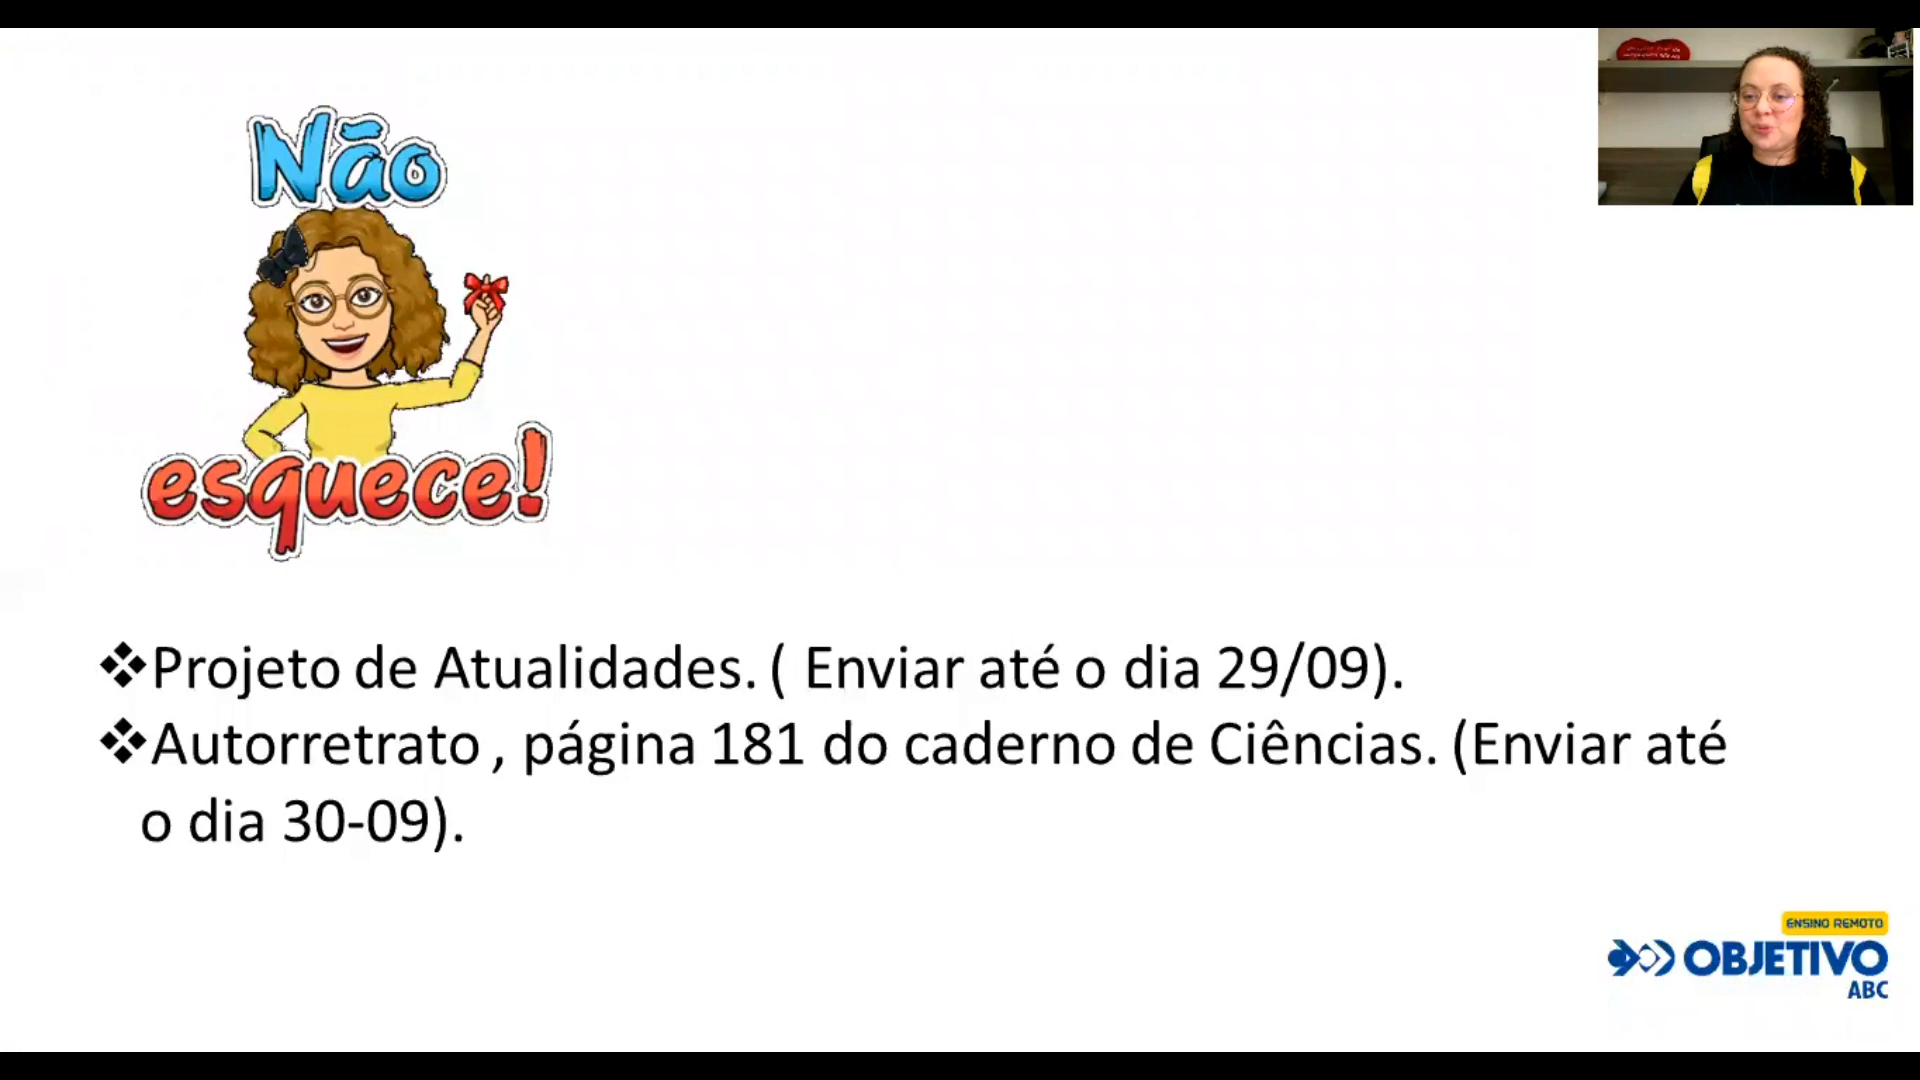 Não
esquece!
❖Projeto de Atualidades. ( Enviar até o dia 29/09).
❖Autorretrato , página 181 do caderno de Ciências. (Enviar até
o dia 30-09).
ENSINO REMOTO
OBJETIVO
ABC